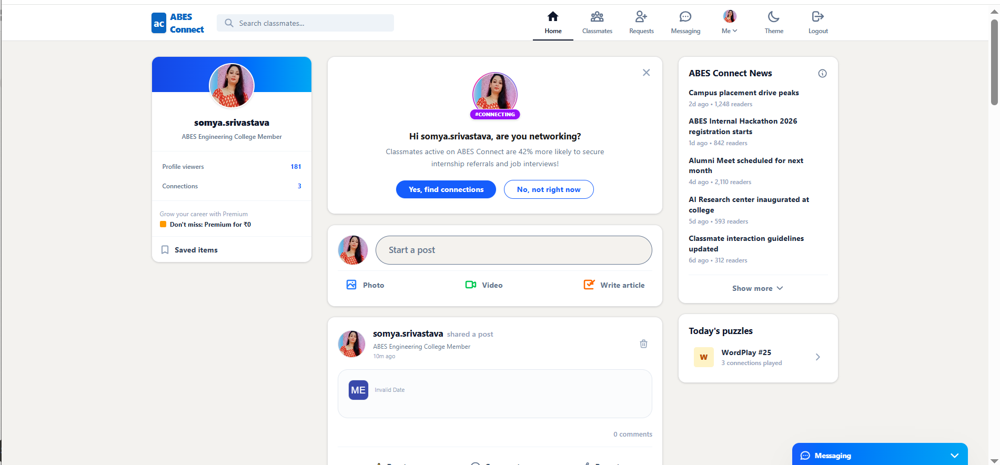 ac
ABES
Connect
Search classmates...
Home
Classmates
Requests
Messaging
Me
Theme
Logout
somya.srivastava
ABES Engineering College Member
Profile viewers 181
Connections 3
Grow your career with Premium
Don't miss: Premium for ₹0
Saved items
#CONNECTING
Hi somya.srivastava, are you networking?
Classmates active on ABES Connect are 42% more likely to secure
internship referrals and job interviews!
Yes, find connections
No, not right now
Start a post
Photo
Video
Write article
somya.srivastava shared a post
ABES Engineering College Member
10m ago
ME
Invalid Date
0 comments
ABES Connect News
Campus placement drive peaks
2d ago • 1,248 readers
ABES Internal Hackathon 2026
registration starts
1d ago • 842 readers
Alumni Meet scheduled for next
month
4d ago • 2,110 readers
AI Research center inaugurated at
college
5d ago • 593 readers
Classmate interaction guidelines
updated
6d ago • 312 readers
Show more
Today's puzzles
W
WordPlay #25
3 connections played
Messaging